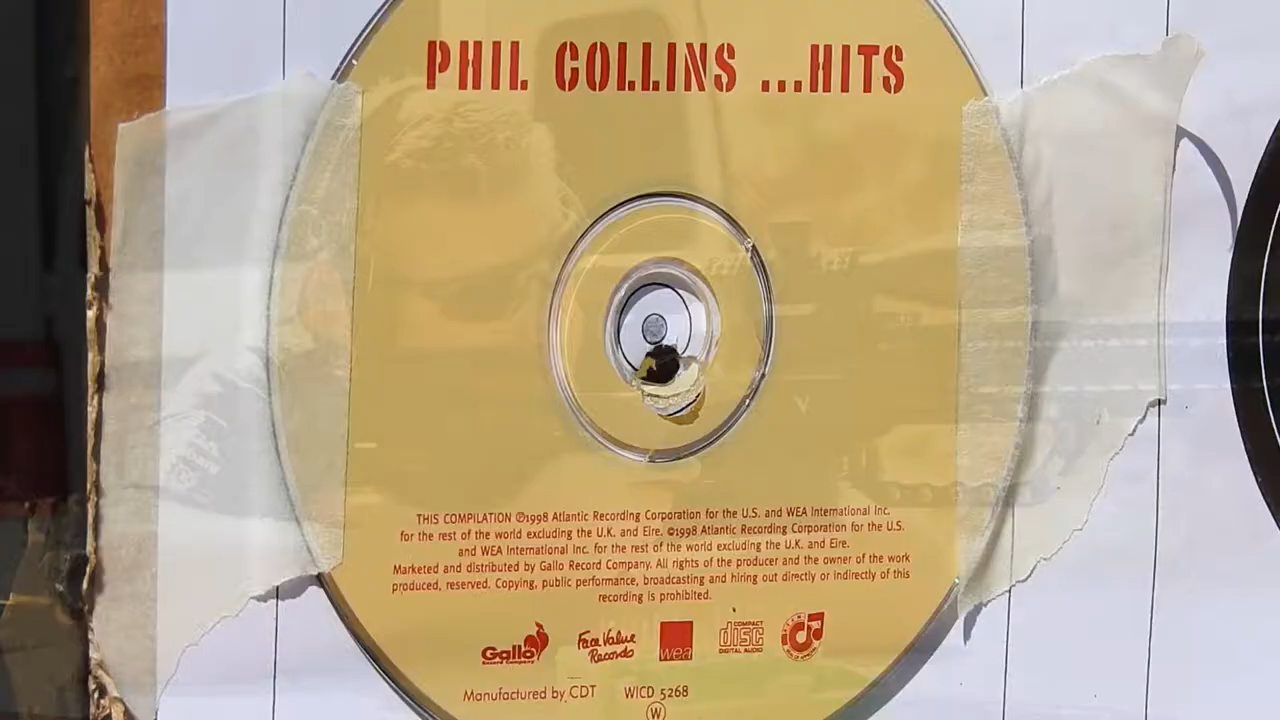 PHIL COLLINS ...HITS
THIS COMPILATION ℗1998 Atlantic Recording Corporation for the U.S. and WEA International Inc.
for the rest of the world excluding the U.K. and Eire. ©1998 Atlantic Recording Corporation for the U.S.
and WEA International Inc. for the rest of the world excluding the U.K. and Eire.
Marketed and distributed by Gallo Record Company. All rights of the producer and the owner of the work
produced, reserved. Copying, public performance, broadcasting and hiring out directly or indirectly of this
recording is prohibited.
Gallo Record Company
Face Value Records
wea
COMPACT disc DIGITAL AUDIO
Manufactured by CDT WICD 5268
W